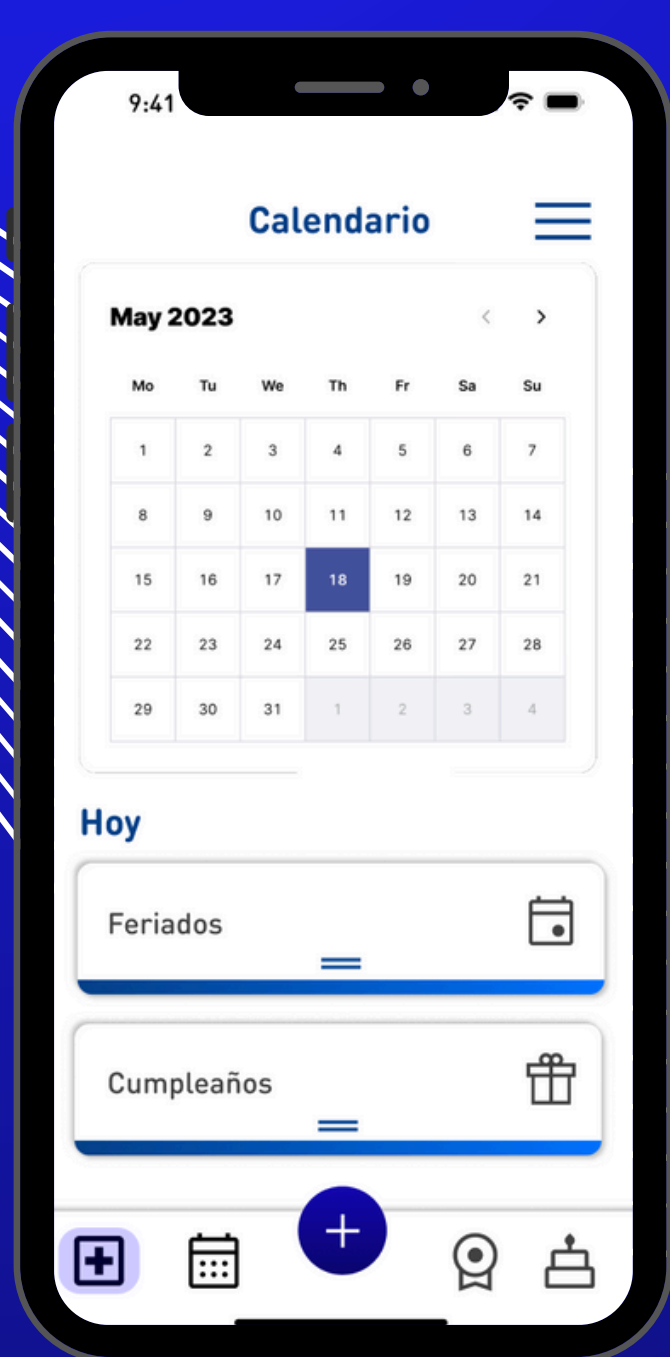 9:41
Calendario
May 2023
Mo Tu We Th Fr Sa Su
1 2 3 4 5 6 7
8 9 10 11 12 13 14
15 16 17 18 19 20 21
22 23 24 25 26 27 28
29 30 31 1 2 3 4
Hoy
Feriados
Cumpleaños